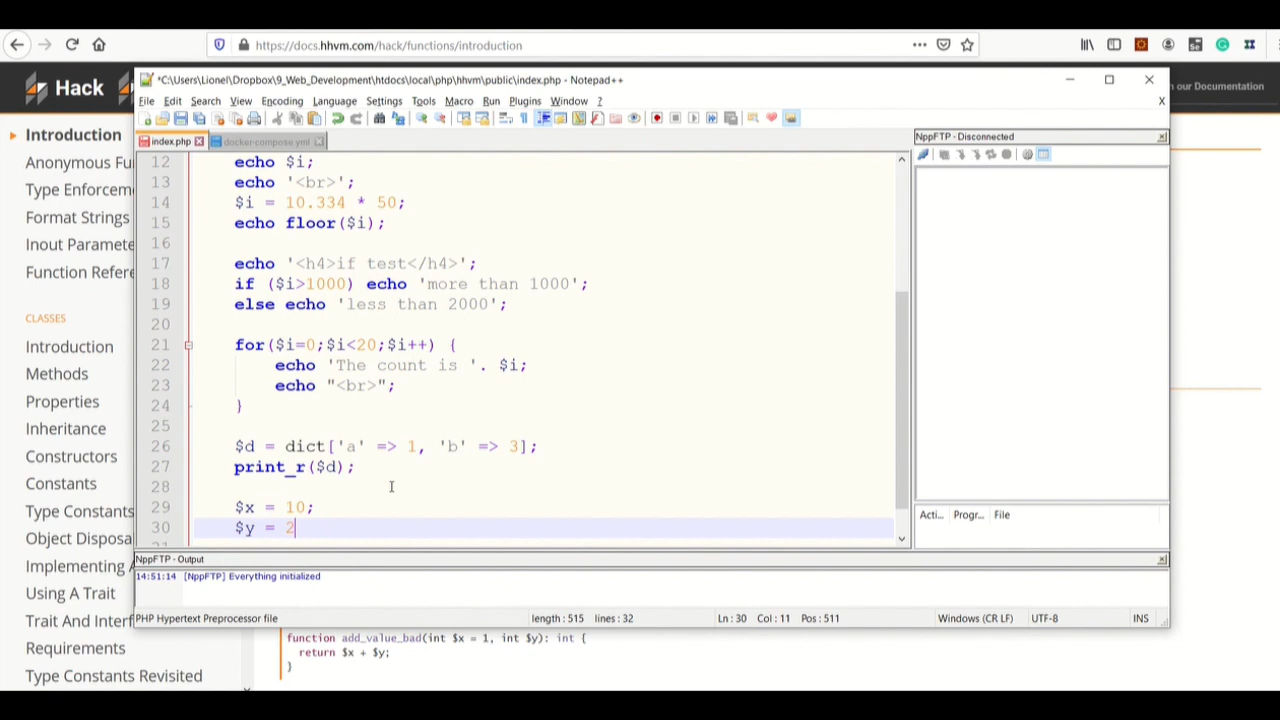 https://docs.hhvm.com/hack/functions/introduction
Hack
h our Documentation
*C:\Users\Lionel\Dropbox\9_Web_Development\htdocs\local\php\hhvm\public\index.php - Notepad++
File Edit Search View Encoding Language Settings Tools Macro Run Plugins Window ? X
index.php docker-compose.yml
NppFTP - Disconnected
Introduction
Anonymous Fu
Type Enforcem
Format Strings
Inout Paramete
Function Refere
CLASSES
Introduction
Methods
Properties
Inheritance
Constructors
Constants
Type Constants
Object Disposa
Implementing A
Using A Trait
Trait And Interf
Requirements
Type Constants Revisited
12 echo $i;
13 echo '<br>';
14 $i = 10.334 * 50;
15 echo floor($i);
16
17 echo '<h4>if test</h4>';
18 if ($i>1000) echo 'more than 1000';
19 else echo 'less than 2000';
20
21 for($i=0;$i<20;$i++) {
22 echo 'The count is '. $i;
23 echo "<br>";
24 }
25
26 $d = dict['a' => 1, 'b' => 3];
27 print_r($d);
28
29 $x = 10;
30 $y = 2
Acti... Progr... File
NppFTP - Output
14:51:14 [NppFTP] Everything initialized
PHP Hypertext Preprocessor file length : 515 lines : 32 Ln : 30 Col : 11 Pos : 511 Windows (CR LF) UTF-8 INS
function add_value_bad(int $x = 1, int $y): int {
return $x + $y;
}